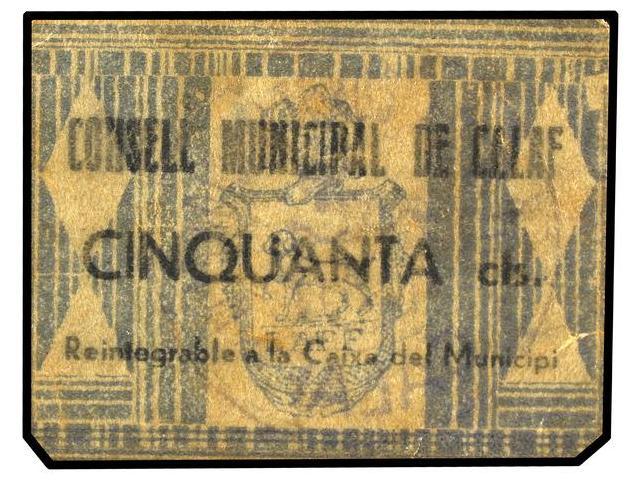 CONSELL MUNICIPAL DE CALAF
CINQUANTA cts.
Reintegrable a la Caixa del Municipi